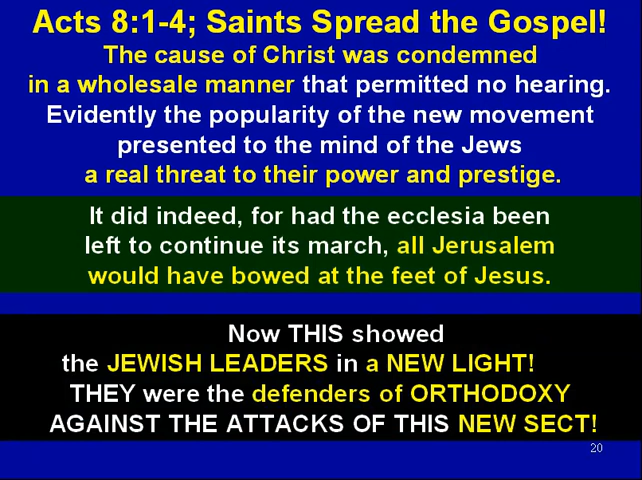 Acts 8:1-4; Saints Spread the Gospel!
The cause of Christ was condemned
in a wholesale manner that permitted no hearing.
Evidently the popularity of the new movement
presented to the mind of the Jews
a real threat to their power and prestige.
It did indeed, for had the ecclesia been
left to continue its march, all Jerusalem
would have bowed at the feet of Jesus.
Now THIS showed
the JEWISH LEADERS in a NEW LIGHT!
THEY were the defenders of ORTHODOXY
AGAINST THE ATTACKS OF THIS NEW SECT!
20